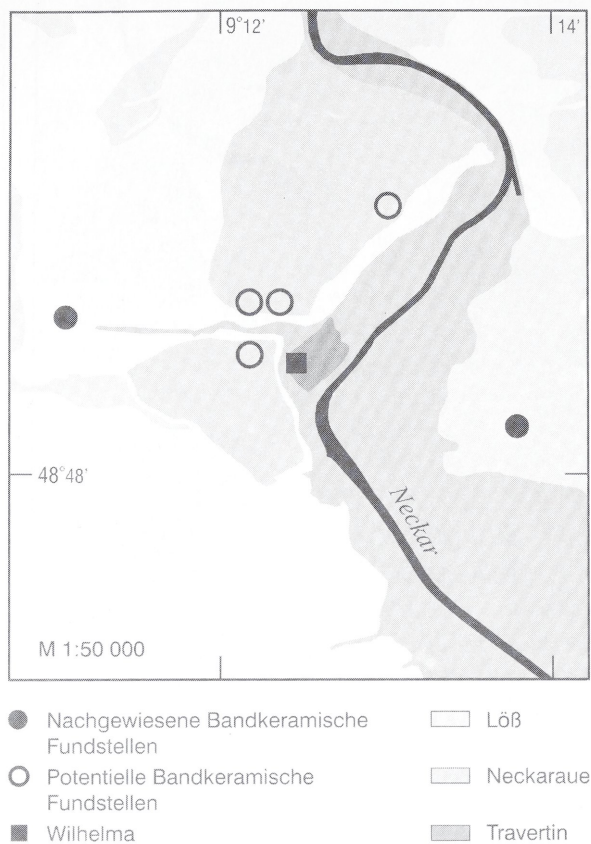 9°12'
14'
48°48'
Neckar
M 1:50 000
Nachgewiesene Bandkeramische
Fundstellen
Potentielle Bandkeramische
Fundstellen
Wilhelma
Löß
Neckaraue
Travertin